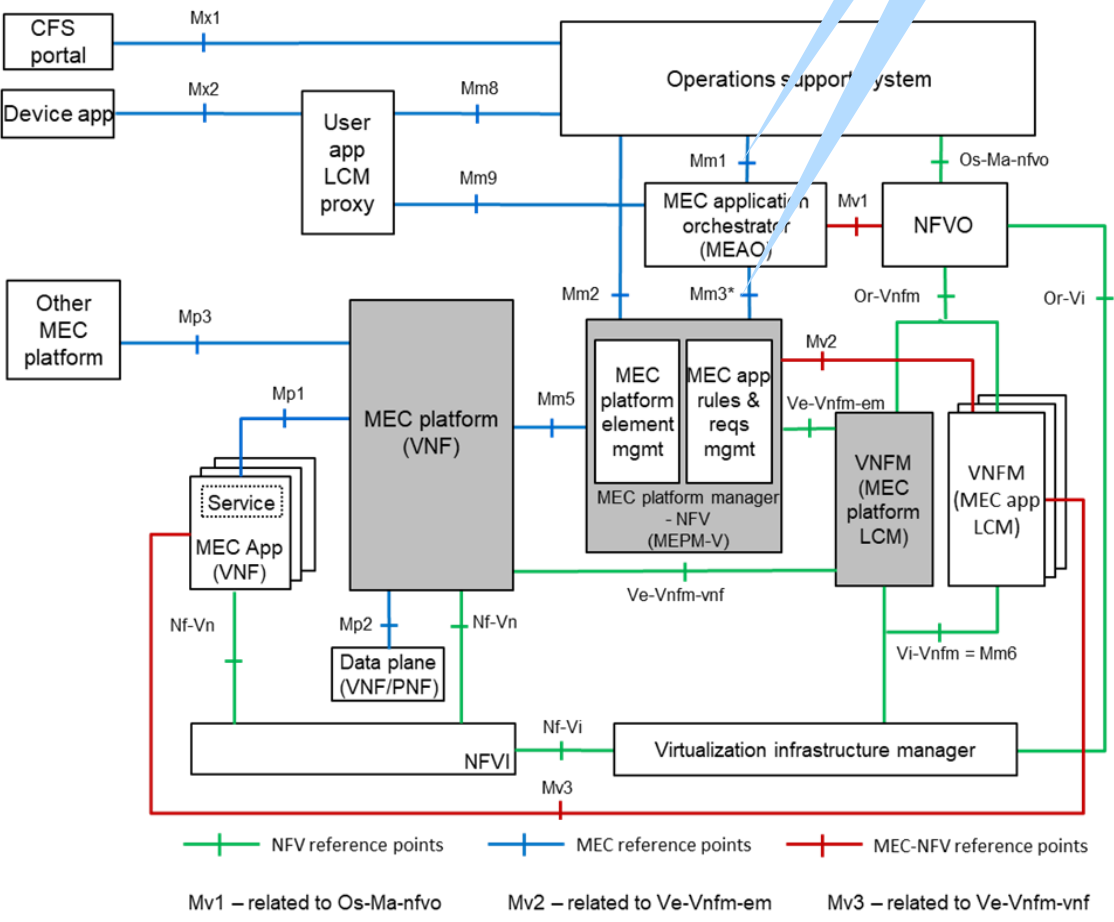 CFS
portal
Mx1
Operations support system
Device app
Mx2
User
app
LCM
proxy
Mm8
Mm9
Mm1
Os-Ma-nfvo
MEC application
orchestrator
(MEAO)
Mv1
NFVO
Other
MEC
platform
Mp3
Mm2
Mm3*
Or-Vnfm
Or-Vi
Mp1
MEC platform
(VNF)
Mm5
MEC
platform
element
mgmt
MEC app
rules &
reqs
mgmt
MEC platform manager
- NFV
(MEPM-V)
Mv2
Ve-Vnfm-em
VNFM
(MEC
platform
LCM)
VNFM
(MEC app
LCM)
Service
MEC App
(VNF)
Ve-Vnfm-vnf
Nf-Vn
Mp2
Nf-Vn
Data plane
(VNF/PNF)
Vi-Vnfm = Mm6
NFVI
Nf-Vi
Virtualization infrastructure manager
Mv3
NFV reference points
MEC reference points
MEC-NFV reference points
Mv1 – related to Os-Ma-nfvo
Mv2 – related to Ve-Vnfm-em
Mv3 – related to Ve-Vnfm-vnf